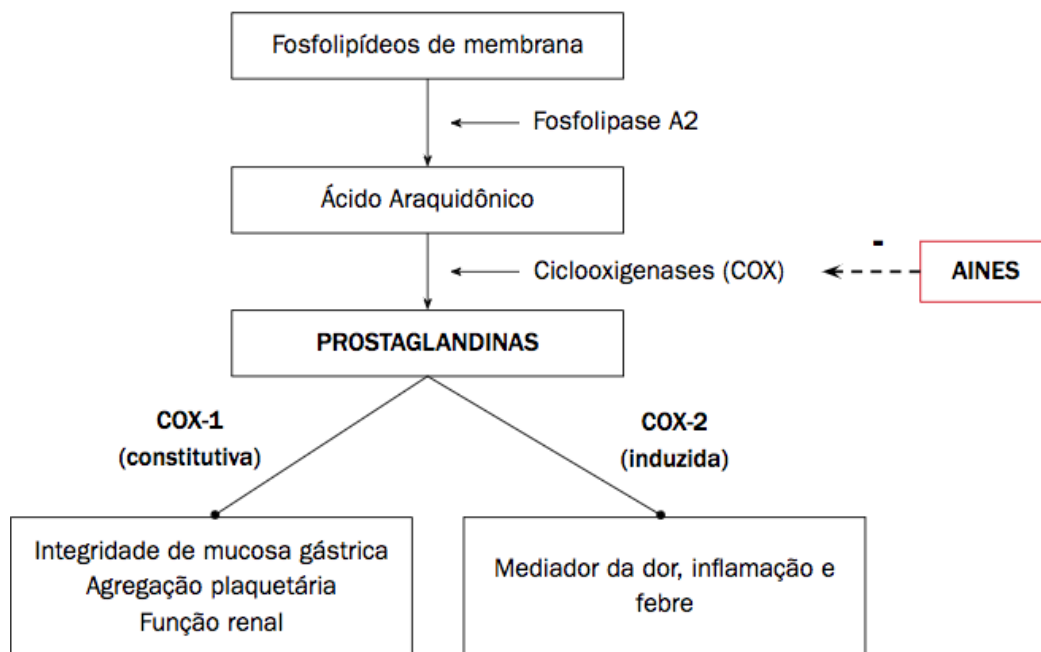 Fosfolipídeos de membrana
Fosfolipase A2
Ácido Araquidônico
Ciclooxigenases (COX)
-
AINES
PROSTAGLANDINAS
COX-1
(constitutiva)
COX-2
(induzida)
Integridade de mucosa gástrica
Agregação plaquetária
Função renal
Mediador da dor, inflamação e
febre